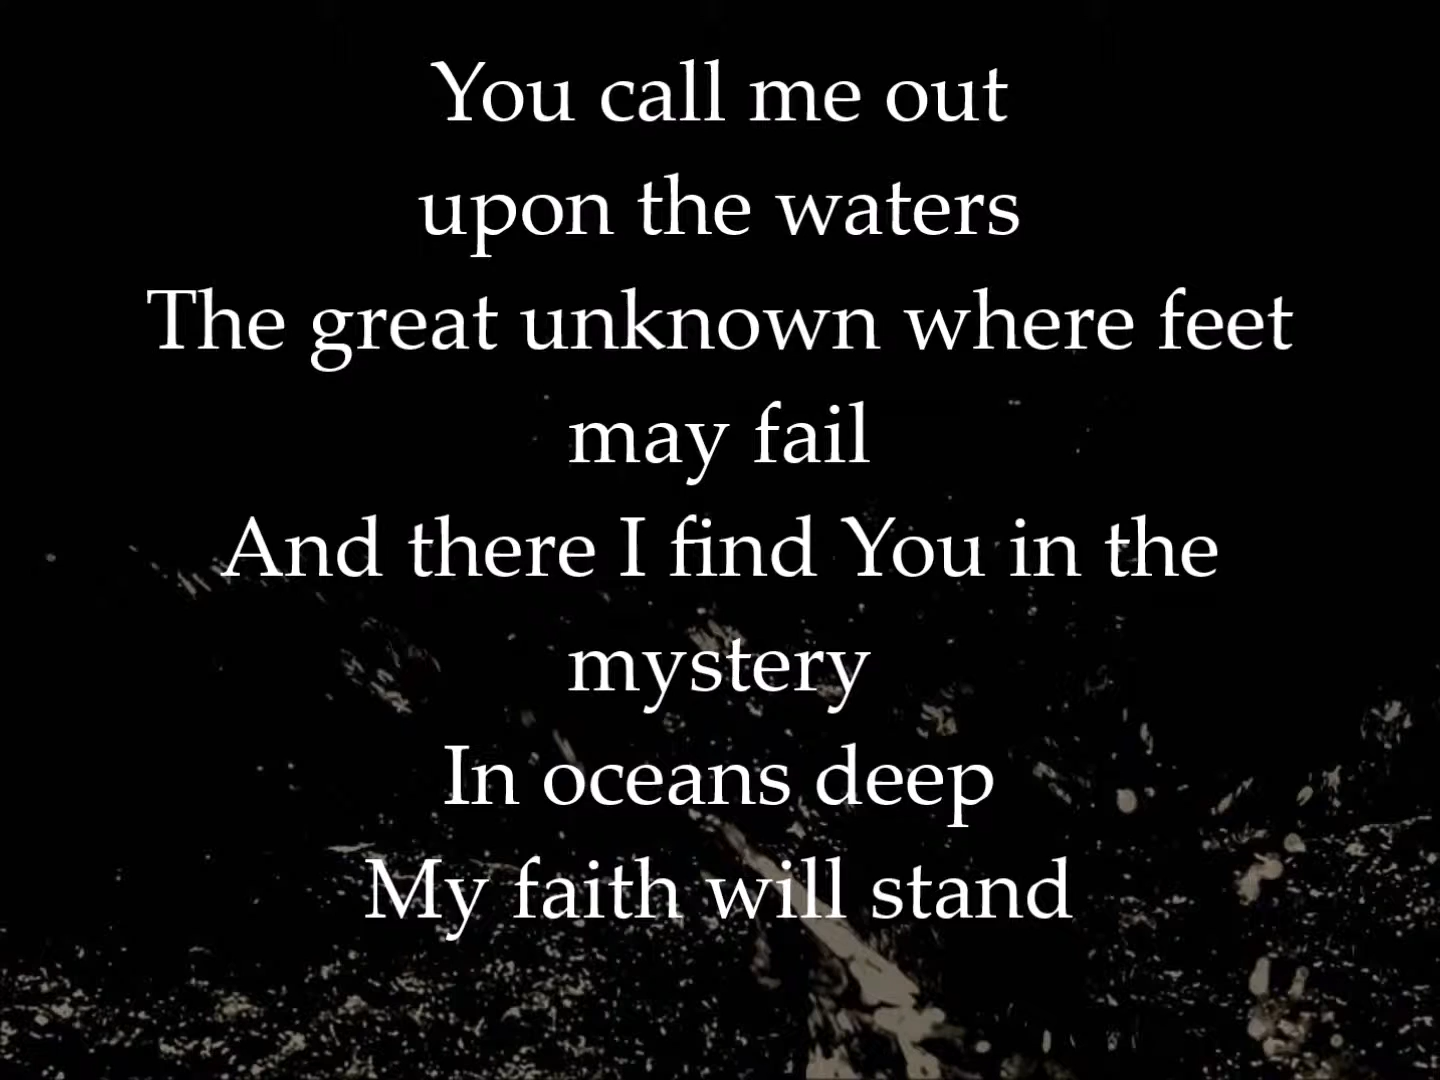 You call me out
upon the waters
The great unknown where feet
may fail
And there I find You in the
mystery
In oceans deep
My faith will stand